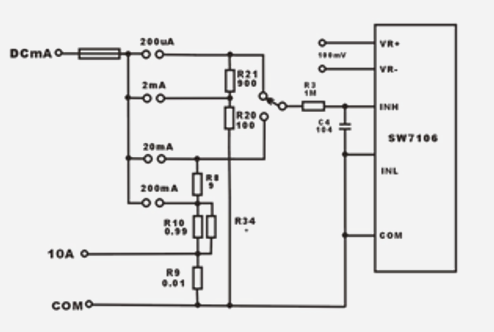 DCmA
200uA
2mA
20mA
200mA
10A
COM
R21
900
R20
100
R8
9
R10
0.99
R34
R9
0.01
R3
1M
C4
104
100mV
VR+
VR-
INH
SW7106
INL
COM